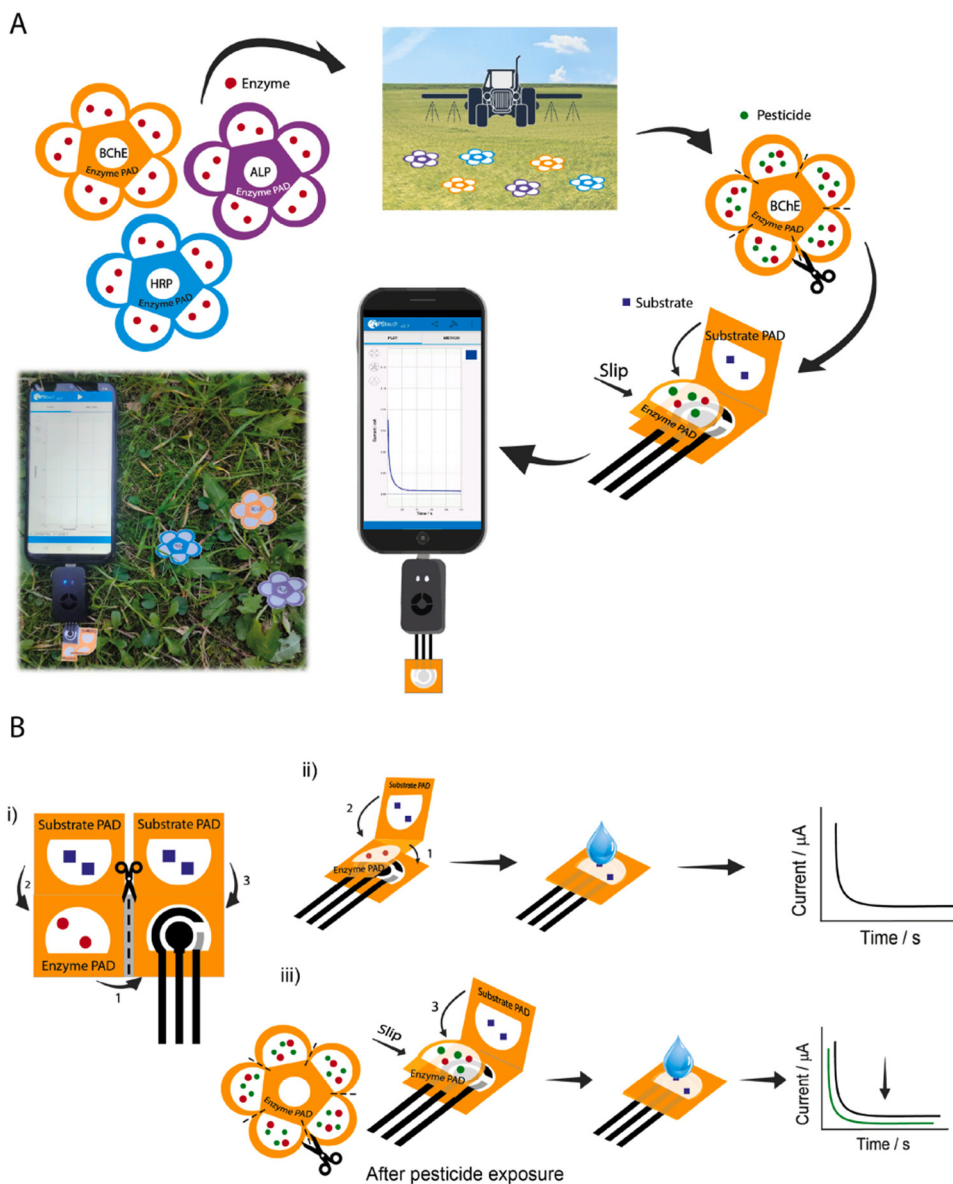 A
Enzyme
BChE
Enzyme PAD
ALP
Enzyme PAD
HRP
Enzyme PAD
Pesticide
BChE
Enzyme PAD
Substrate
Substrate PAD
Slip
Enzyme PAD
PStouch
PLOT
METHOD
Time / s
B
i)
Substrate PAD
Substrate PAD
2
3
Enzyme PAD
1
ii)
Substrate PAD
2
1
Enzyme PAD
Current / µA
Time / s
iii)
Enzyme PAD
Slip
3
Substrate PAD
Enzyme PAD
Current / µA
Time / s
After pesticide exposure